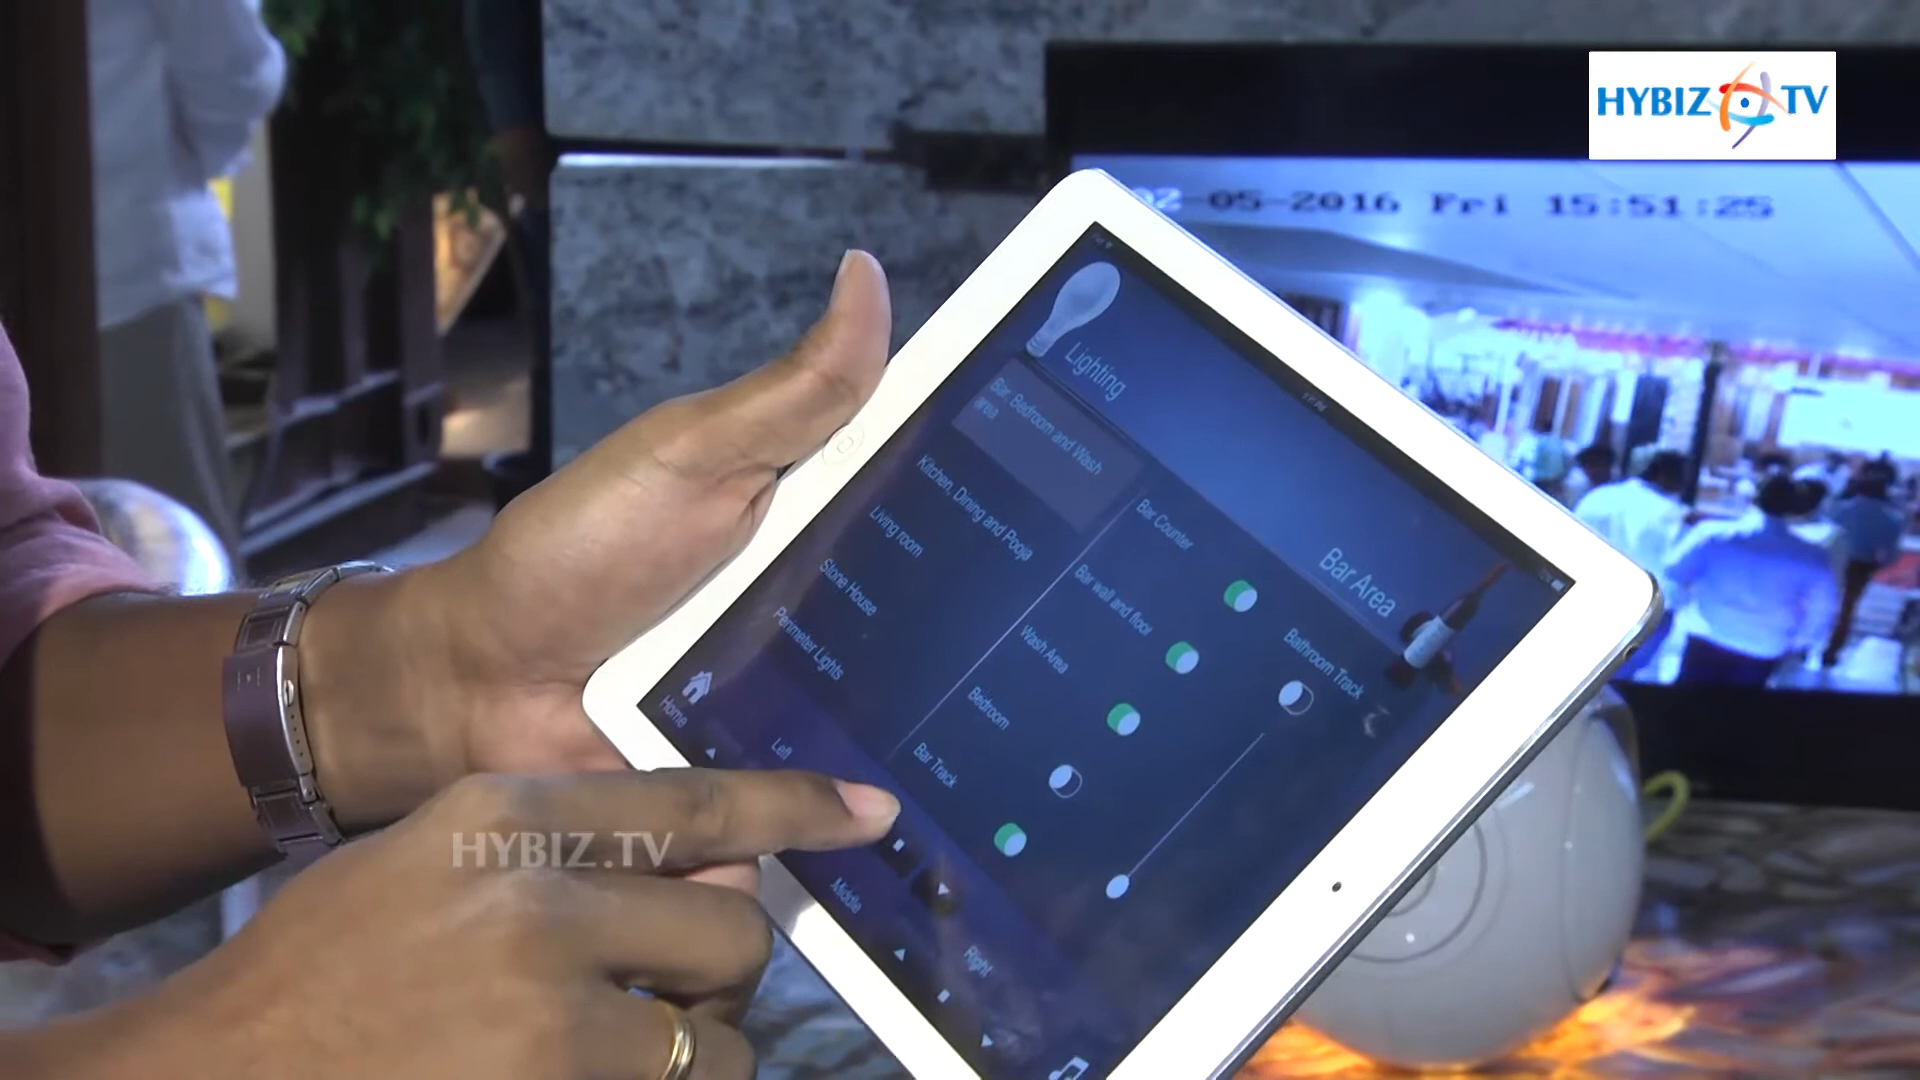 HYBIZ TV
02-05-2016 Fri 15:51:25
Lighting
Bar Area
Bar, Bedroom and Wash
area
Kitchen, Dining and Pooja
Living room
Stone House
Perimeter Lights
Bar Counter
Bar wall and floor
Wash Area
Bedroom
Bar Track
Bathroom Track
Home
Left
Middle
Right
HYBIZ.TV